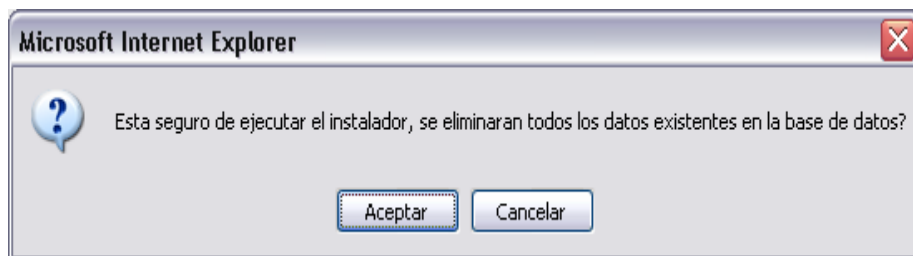 Microsoft Internet Explorer
Esta seguro de ejecutar el instalador, se eliminaran todos los datos existentes en la base de datos?
Aceptar
Cancelar